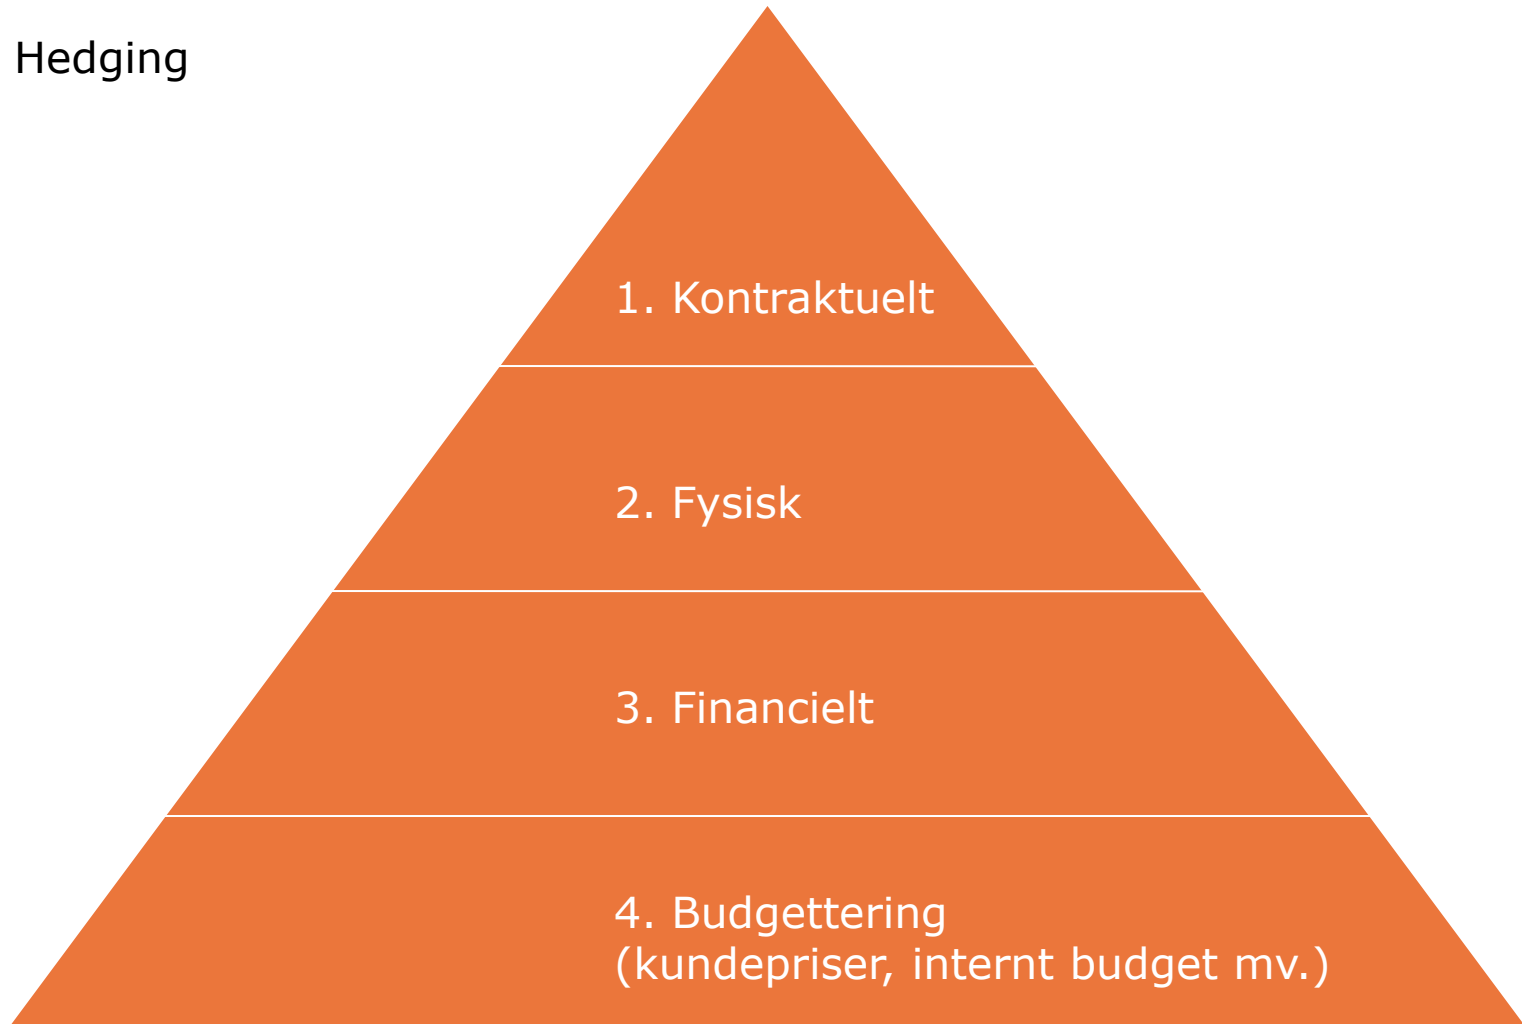 Hedging
1. Kontraktuelt
2. Fysisk
3. Financielt
4. Budgettering
(kundepriser, internt budget mv.)